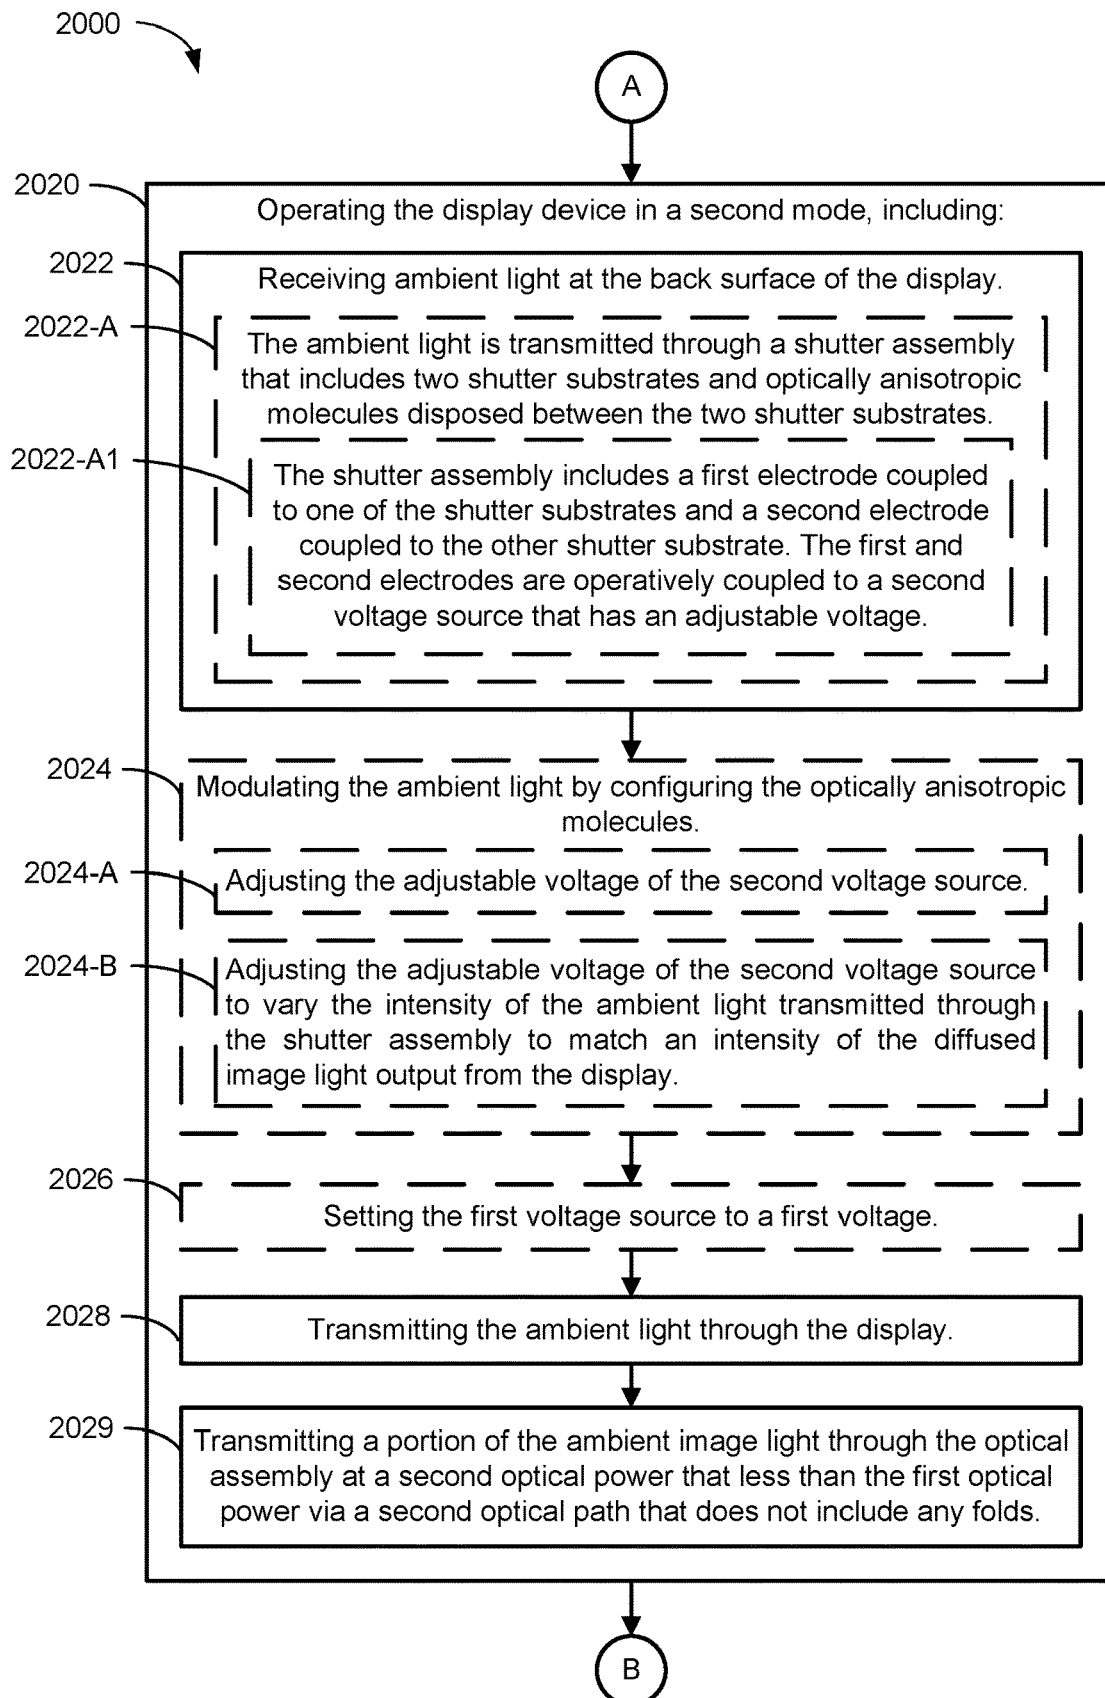 2000
A
2020
Operating the display device in a second mode, including:
2022
Receiving ambient light at the back surface of the display.
2022-A
The ambient light is transmitted through a shutter assembly
that includes two shutter substrates and optically anisotropic
molecules disposed between the two shutter substrates.
2022-A1
The shutter assembly includes a first electrode coupled
to one of the shutter substrates and a second electrode
coupled to the other shutter substrate. The first and
second electrodes are operatively coupled to a second
voltage source that has an adjustable voltage.
2024
Modulating the ambient light by configuring the optically anisotropic
molecules.
2024-A
Adjusting the adjustable voltage of the second voltage source.
2024-B
Adjusting the adjustable voltage of the second voltage source
to vary the intensity of the ambient light transmitted through
the shutter assembly to match an intensity of the diffused
image light output from the display.
2026
Setting the first voltage source to a first voltage.
2028
Transmitting the ambient light through the display.
2029
Transmitting a portion of the ambient image light through the optical
assembly at a second optical power that less than the first optical
power via a second optical path that does not include any folds.
B